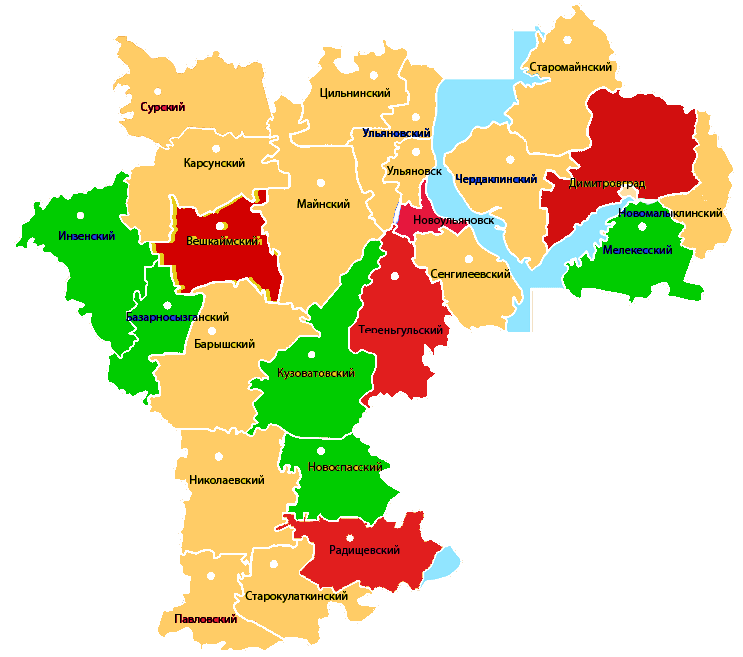 Старомайнский
Цильнинский
Сурский
Ульяновский
Карсунский
Ульяновск
Чердаклинский
Димитровград
Майнский
Новомалыклинский
Новоульяновск
Инзенский
Вешкаймский
Мелекесский
Сенгилеевский
Базарносызганский
Тереньгульский
Барышский
Кузоватовский
Новоспасский
Николаевский
Радищевский
Старокулаткинский
Павловский